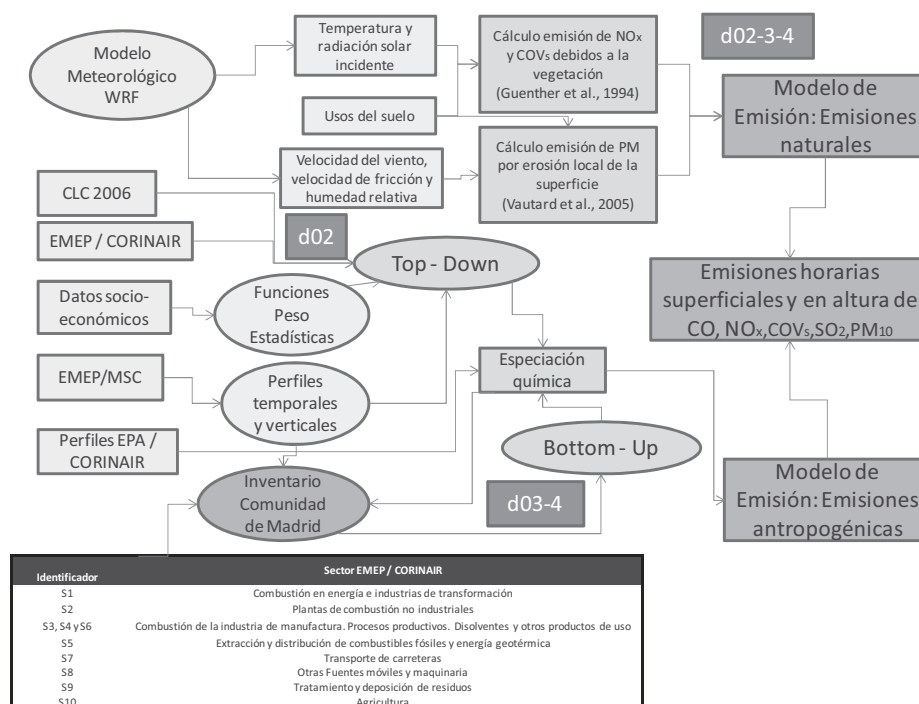 Modelo
Meteorológico
WRF
Temperatura y
radiación solar
incidente
Usos del suelo
Velocidad del viento,
velocidad de fricción y
humedad relativa
Cálculo emisión de NOx
y COVs debidos a la
vegetación
(Guenther et al., 1994)
Cálculo emisión de PM
por erosión local de la
superficie
(Vautard et al., 2005)
d02-3-4
Modelo de
Emisión: Emisiones
naturales
CLC 2006
EMEP / CORINAIR
d02
Top - Down
Datos socio-
económicos
Funciones
Peso
Estadísticas
Emisiones horarias
superficiales y en altura de
CO, NOx,COVs,SO2,PM10
EMEP/MSC
Perfiles
temporales
y verticales
Especiación
química
Perfiles EPA /
CORINAIR
Bottom - Up
Inventario
Comunidad
de Madrid
d03-4
Modelo de
Emisión: Emisiones
antropogénicas
Identificador Sector EMEP / CORINAIR
S1 Combustión en energía e industrias de transformación
S2 Plantas de combustión no industriales
S3, S4 y S6 Combustión de la industria de manufactura. Procesos productivos. Disolventes y otros productos de uso
S5 Extracción y distribución de combustibles fósiles y energía geotérmica
S7 Transporte de carreteras
S8 Otras Fuentes móviles y maquinaria
S9 Tratamiento y deposición de residuos
S10 Agricultura